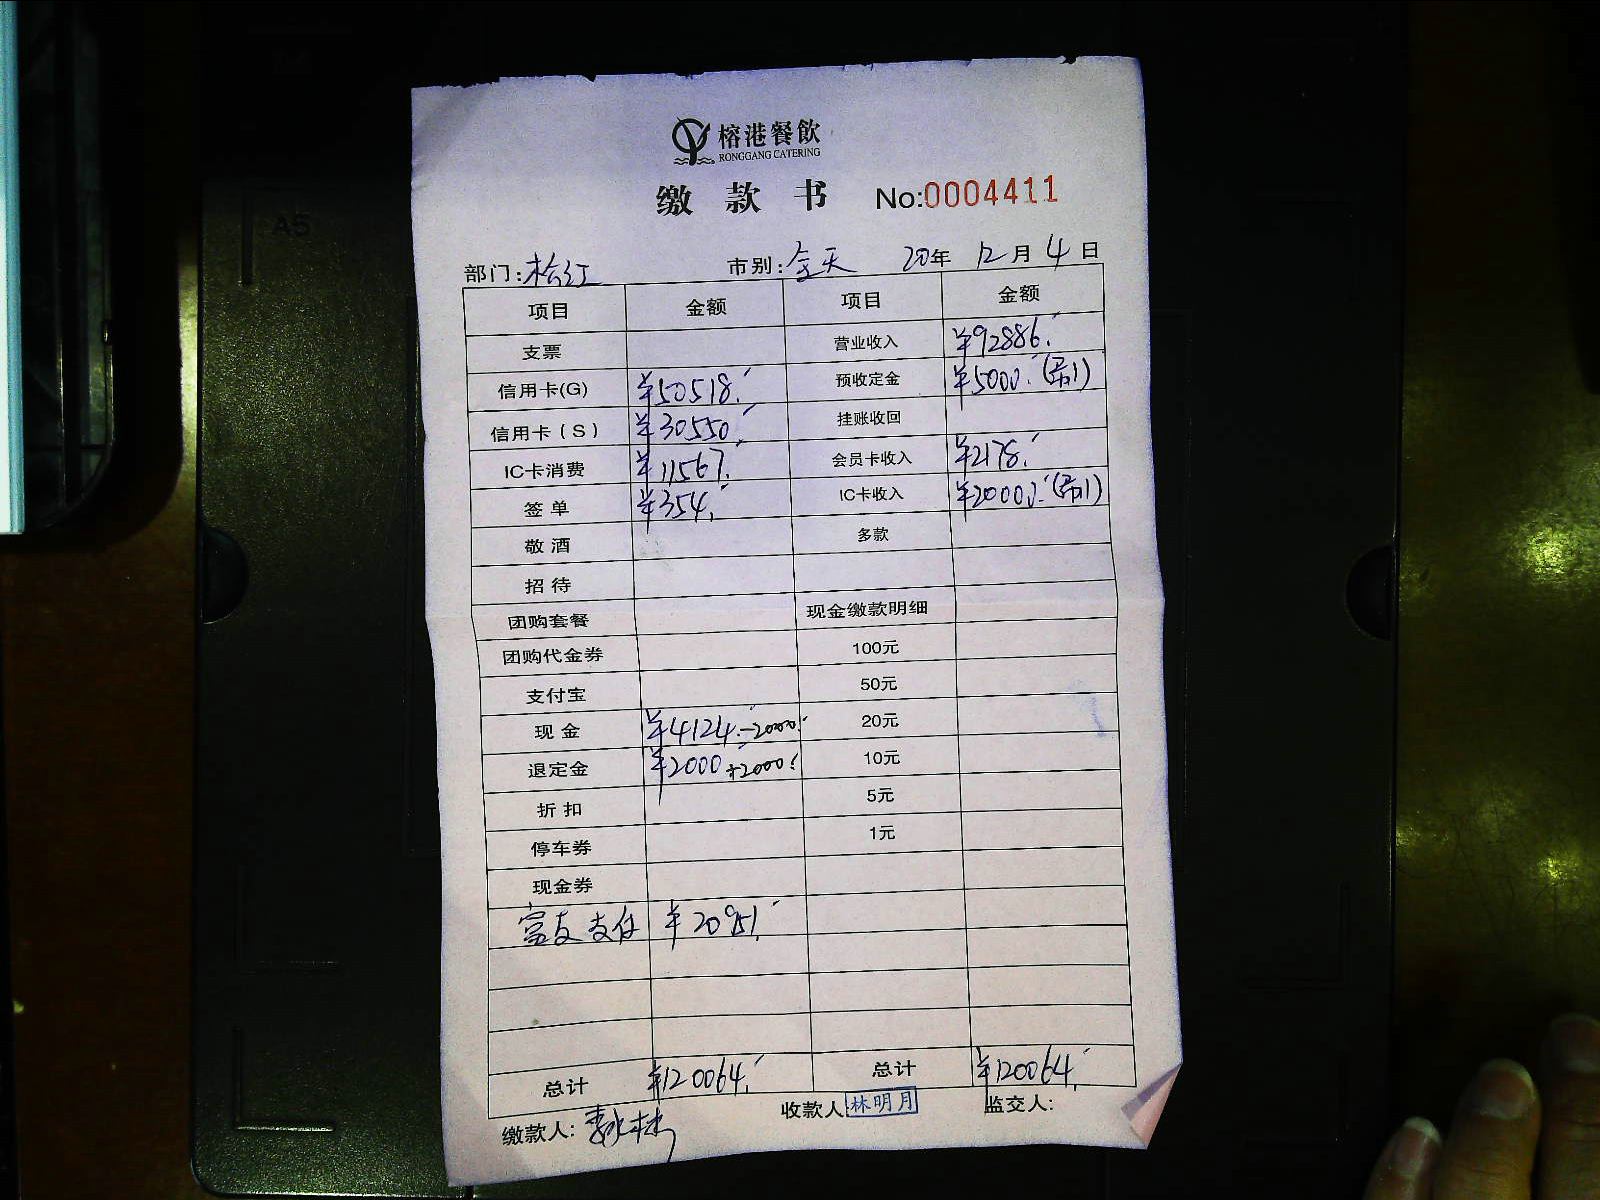 榕港餐飲
RONGGANG CATERING
缴款书 No:0004411
部门: 市别:全天 20年 12月 4日
项目 金额 项目 金额
支票 营业收入 ¥92886.
信用卡(G) ¥50518. 预收定金 ¥5000.
信用卡(S) ¥30550. 挂账收回
IC卡消费 ¥11567. 会员卡收入 ¥2178.
签单 ¥354. IC卡收入 ¥20000.
敬酒 多款
招待
团购套餐 现金缴款明细
团购代金券 100元
支付宝 50元
现金 ¥4124.-2000. 20元
退定金 ¥2000+2000. 10元
折扣 5元
停车券 1元
现金券
富友支付 ¥20951.
总计 ¥120064. 总计 ¥120064.
缴款人: 收款人:林明月 监交人:
A5